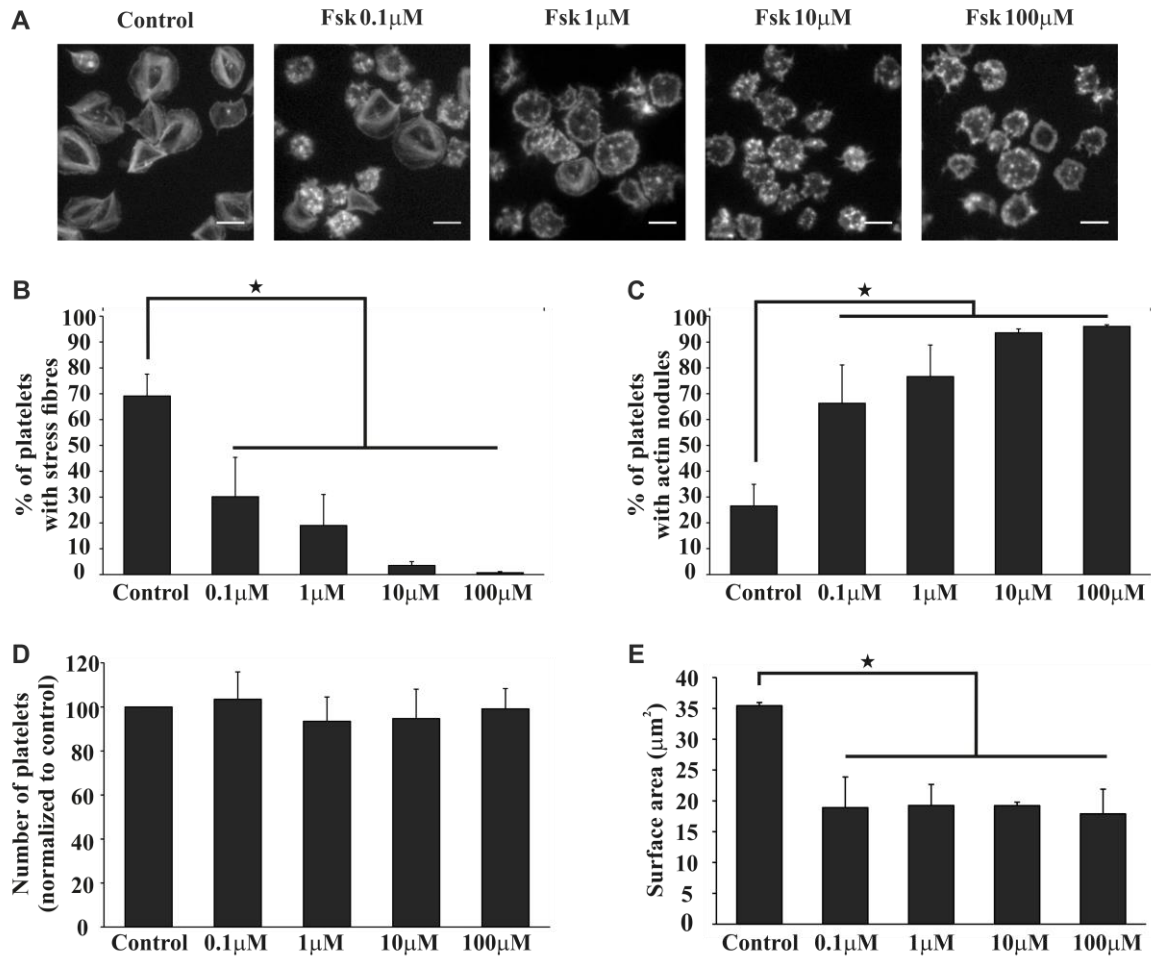 A
Control
Fsk 0.1μM
Fsk 1μM
Fsk 10μM
Fsk 100μM
B
% of platelets
with stress fibres
100
90
80
70
60
50
40
30
20
10
0
★
Control
0.1μM
1μM
10μM
100μM
C
% of platelets
with actin nodules
100
90
80
70
60
50
40
30
20
10
0
★
Control
0.1μM
1μM
10μM
100μM
D
Number of platelets
(normalized to control)
120
100
80
60
40
20
0
Control
0.1μM
1μM
10μM
100μM
E
Surface area (μm²)
40
35
30
25
20
15
10
5
0
★
Control
0.1μM
1μM
10μM
100μM